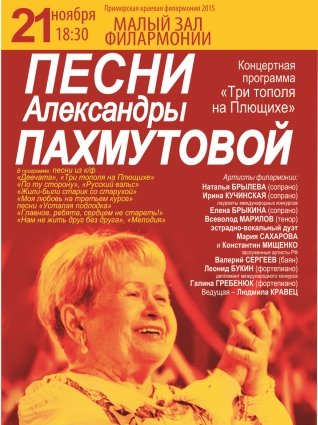 21 НОЯБРЯ
18:30
Приморская краевая филармония 2015
МАЛЫЙ ЗАЛ
ФИЛАРМОНИИ
ПЕСНИ
Александры
ПАХМУТОВОЙ
Концертная
программа
«Три тополя
на Плющихе»
В программе: песни из к/ф
«Девчата», «Три тополя на Плющихе»
«По ту сторону», «Русский вальс»
«Жили-были старик со старухой»
«Моя любовь на третьем курсе»
песни «Усталая подлодка»
«Главное, ребята, сердцем не стареть!»
«Нам не жить друг без друга», «Мелодия»
Артисты филармонии:
Наталья БРЫЛЕВА (сопрано)
Ирина КУЧИНСКАЯ (сопрано)
лауреаты международных конкурсов
Елена БРЫКИНА (сопрано)
Всеволод МАРИЛОВ (тенор)
эстрадно-вокальный дуэт
Мария САХАРОВА
и Константин МИЩЕНКО
заслуженные артисты РФ
Валерий СЕРГЕЕВ (баян)
Леонид БУКИН (фортепиано)
дипломант международного конкурса
Галина ГРЕБЕНЮК (фортепиано)
Ведущая – Людмила КРАВЕЦ